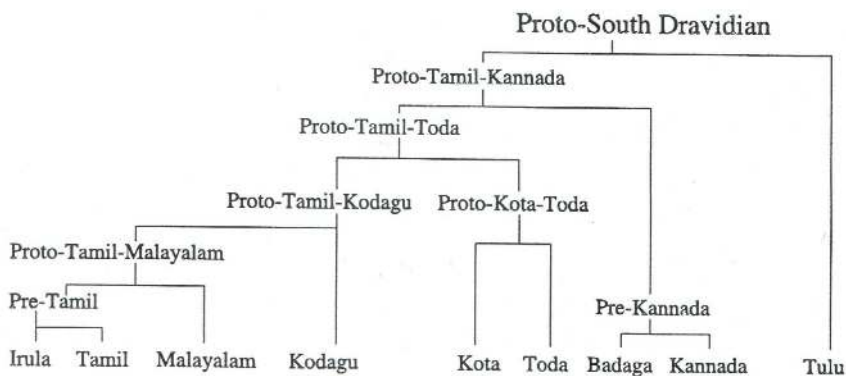 Proto-South Dravidian
Proto-Tamil-Kannada
Proto-Tamil-Toda
Proto-Tamil-Kodagu Proto-Kota-Toda
Proto-Tamil-Malayalam
Pre-Tamil Pre-Kannada
Irula Tamil Malayalam Kodagu Kota Toda Badaga Kannada Tulu